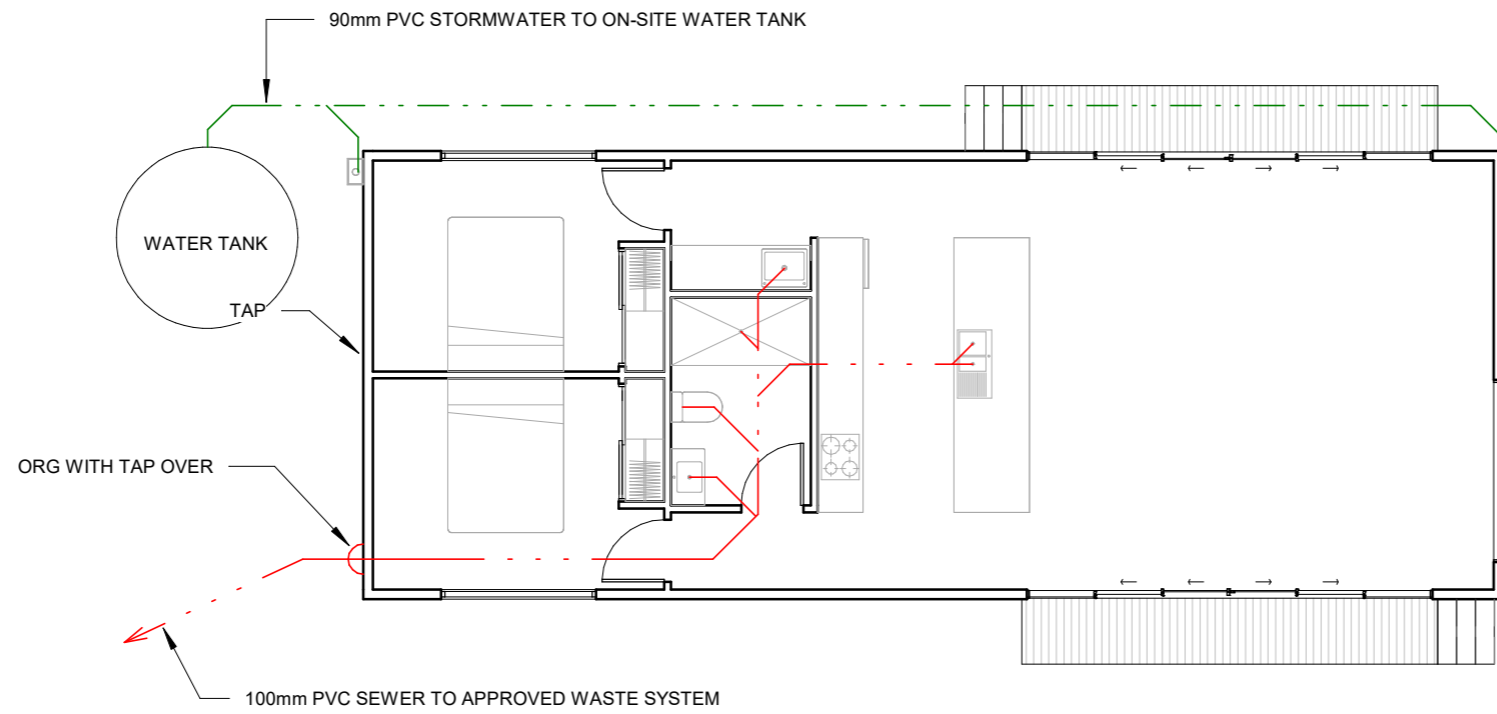 90mm PVC STORMWATER TO ON-SITE WATER TANK
WATER TANK
TAP
ORG WITH TAP OVER
100mm PVC SEWER TO APPROVED WASTE SYSTEM